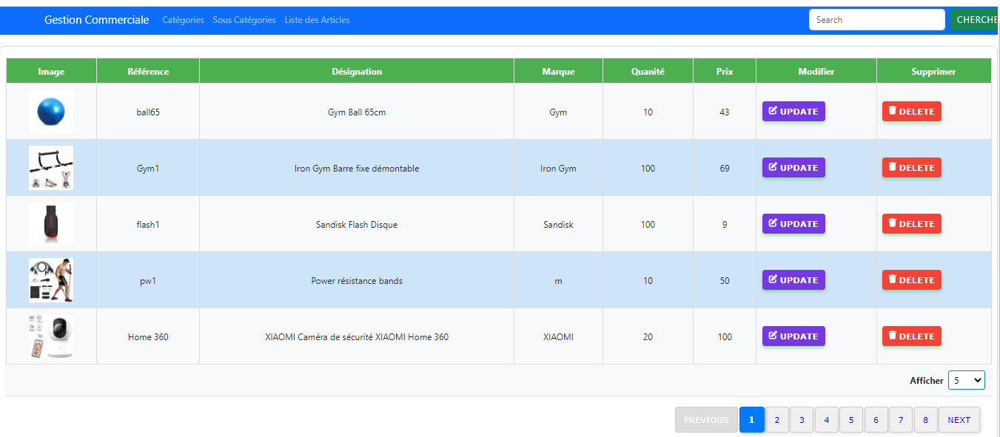 Gestion Commerciale Catégories Sous Catégories Liste des Articles Search CHERCHE
Image Référence Désignation Marque Quanité Prix Modifier Supprimer
ball65 Gym Ball 65cm Gym 10 43 UPDATE DELETE
Gym1 Iron Gym Barre fixe démontable Iron Gym 100 69 UPDATE DELETE
flash1 Sandisk Flash Disque Sandisk 100 9 UPDATE DELETE
pw1 Power résistance bands m 10 50 UPDATE DELETE
Home 360 XIAOMI Caméra de sécurité XIAOMI Home 360 XIAOMI 20 100 UPDATE DELETE
Afficher 5
PREVIOUS 1 2 3 4 5 6 7 8 NEXT